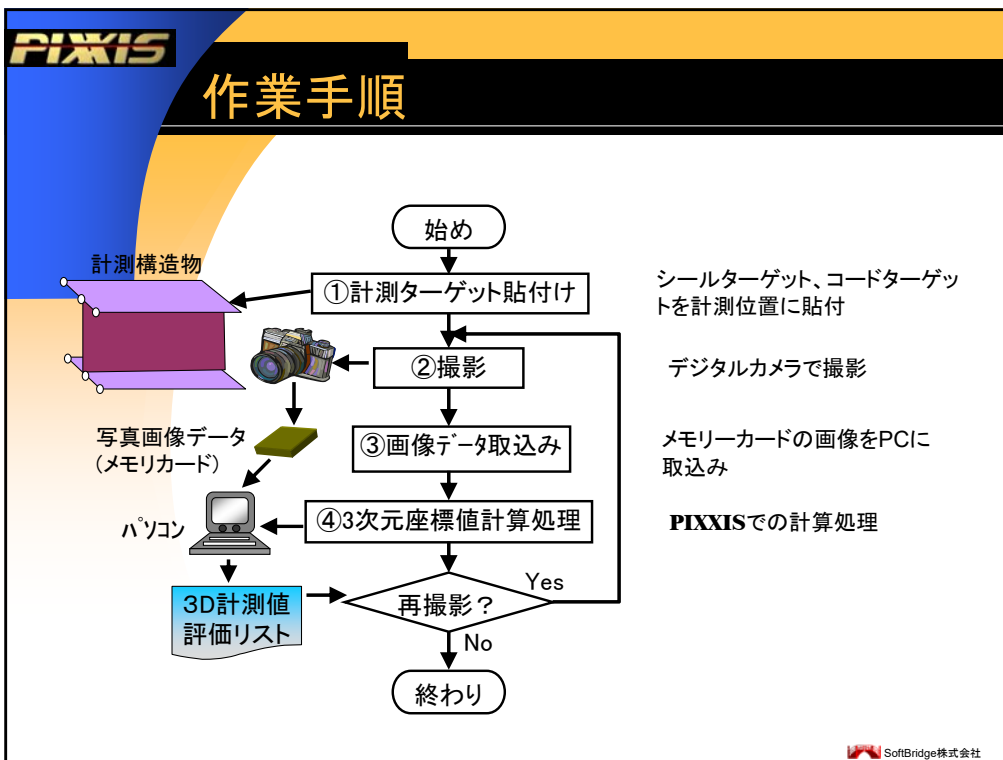 PIXXIS
作業手順
始め
計測構造物
①計測ターゲット貼付け
シールターゲット、コードターゲッ
トを計測位置に貼付
②撮影
デジタルカメラで撮影
写真画像データ
(メモリカード)
③画像ﾃﾞｰﾀ取込み
メモリーカードの画像をPCに
取込み
ﾊﾟｿｺﾝ
④3次元座標値計算処理
PIXXISでの計算処理
3D計測値
評価リスト
再撮影？
Yes
No
終わり
SoftBridge株式会社